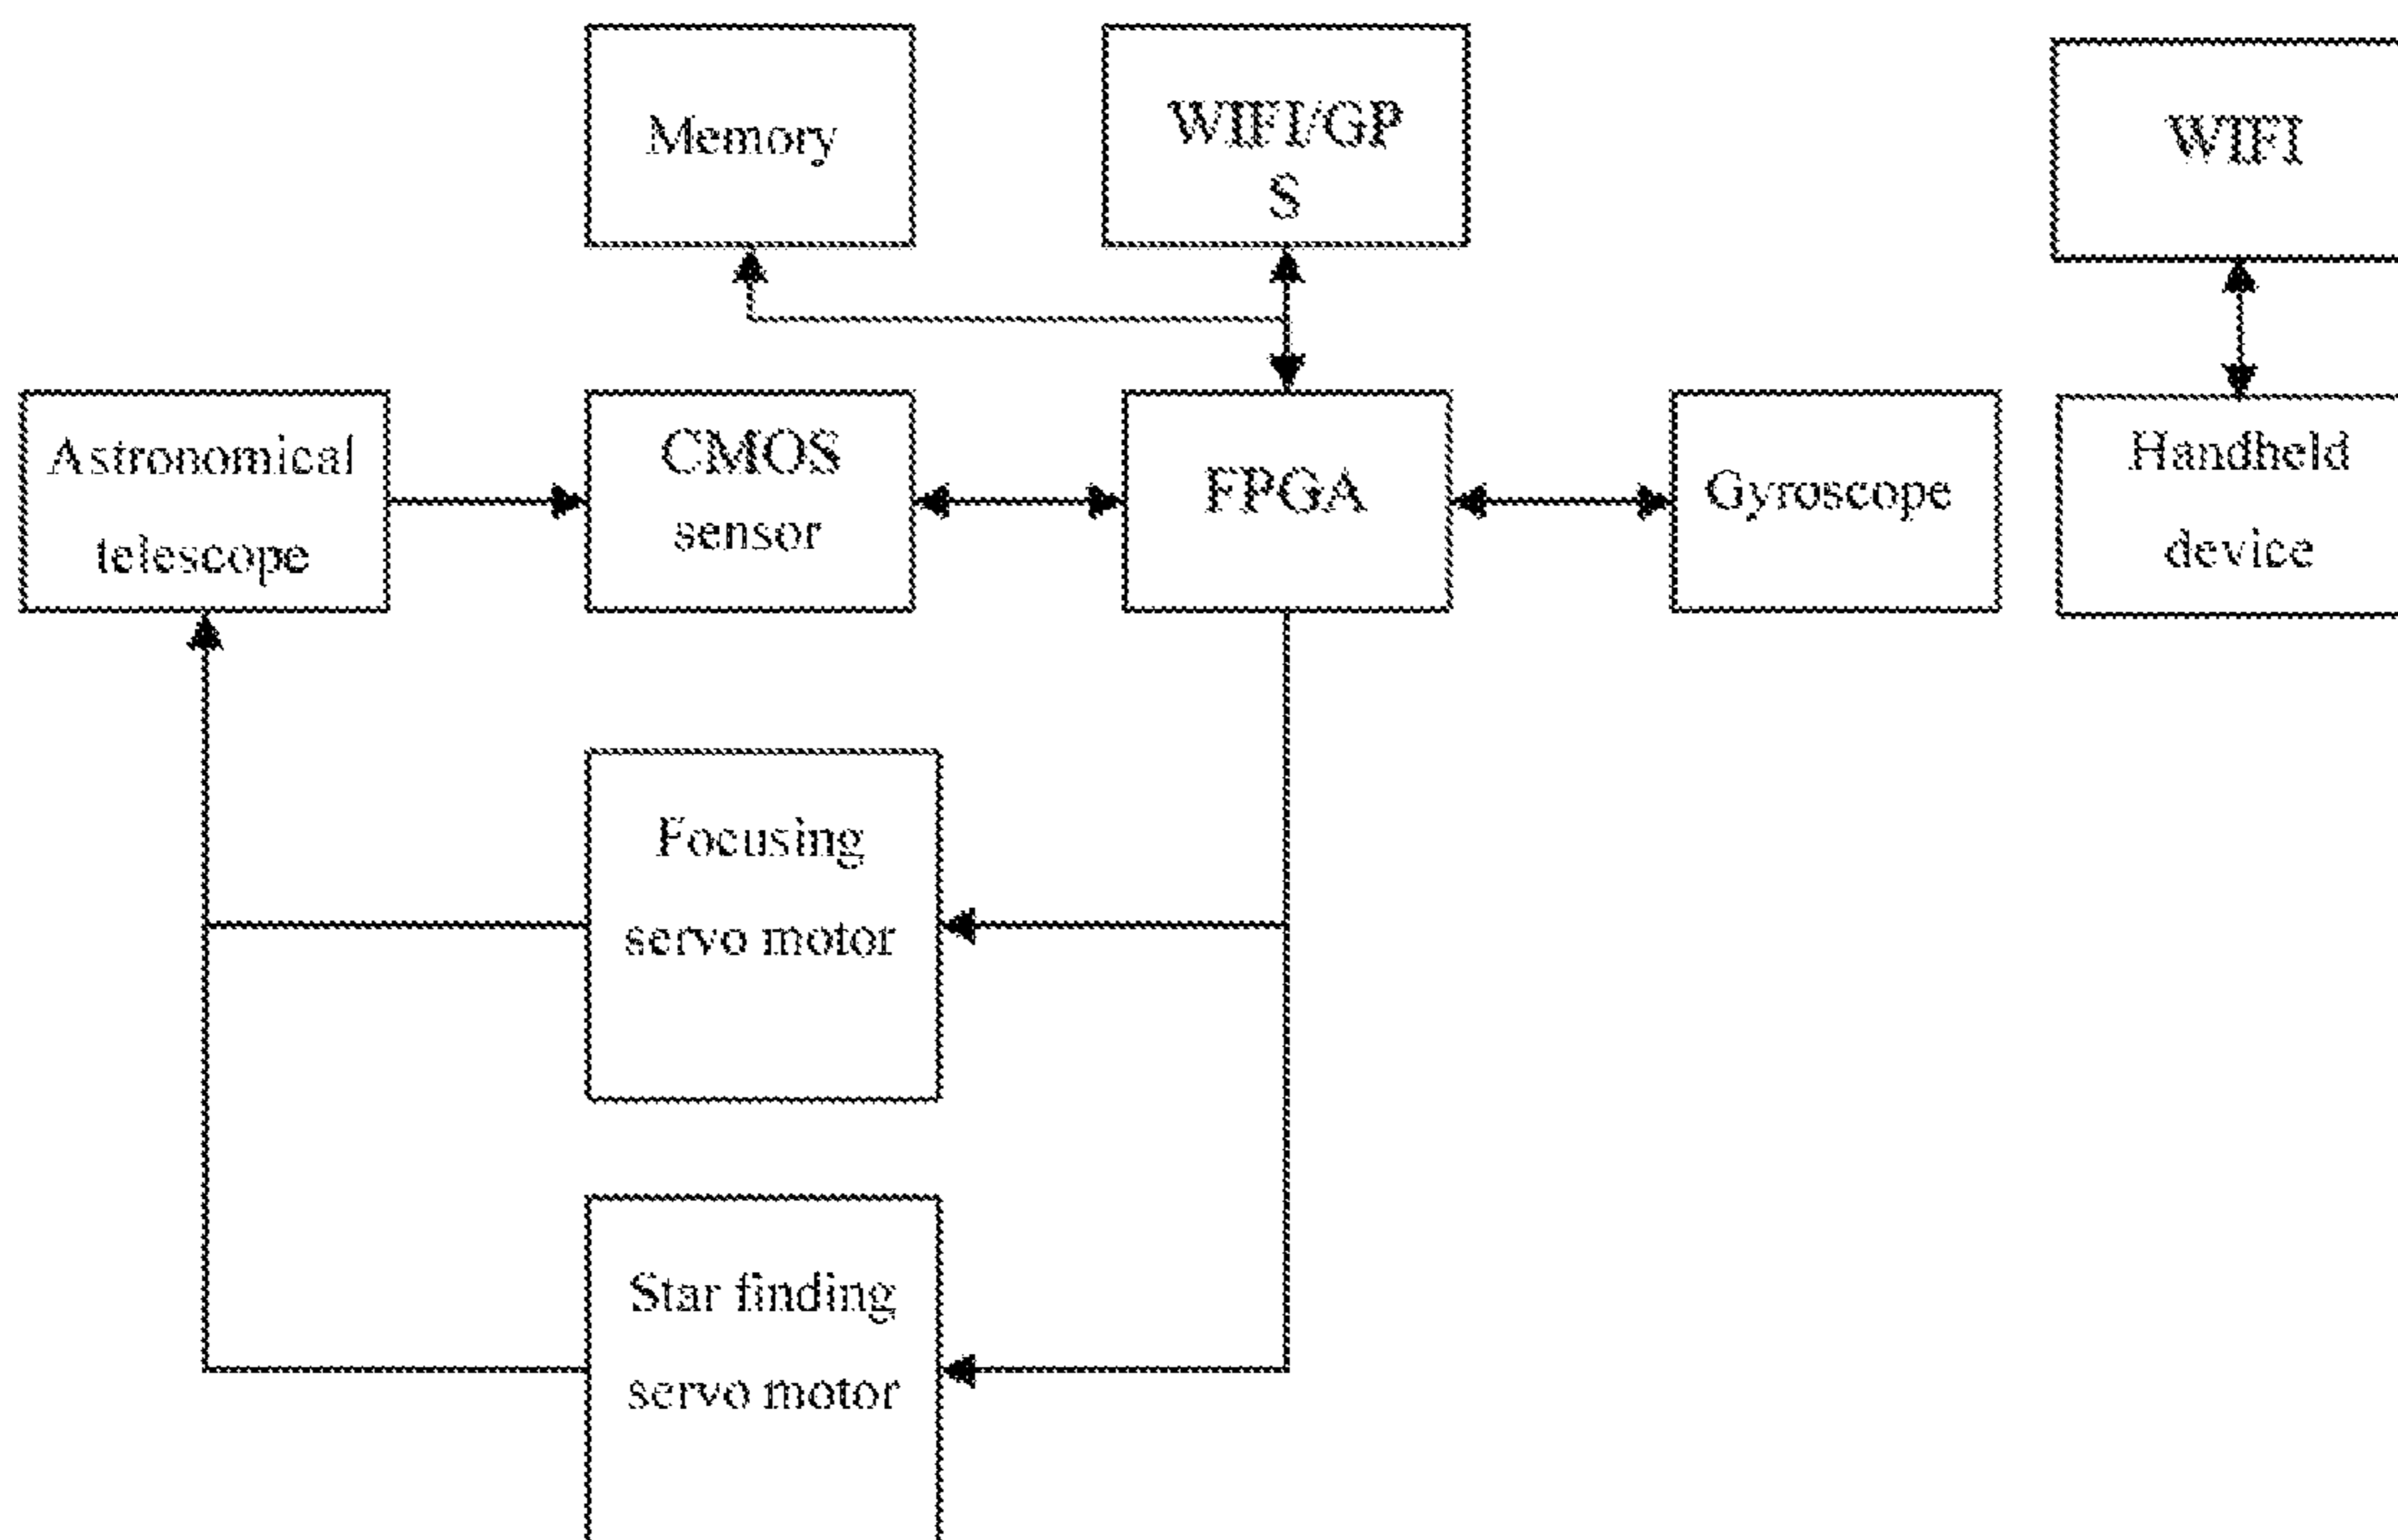 Memory
WIFI/GP
S
WIFI
Astronomical
telescope
CMOS
sensor
FPGA
Gyroscope
Handheld
device
Focusing
servo motor
Star finding
servo motor